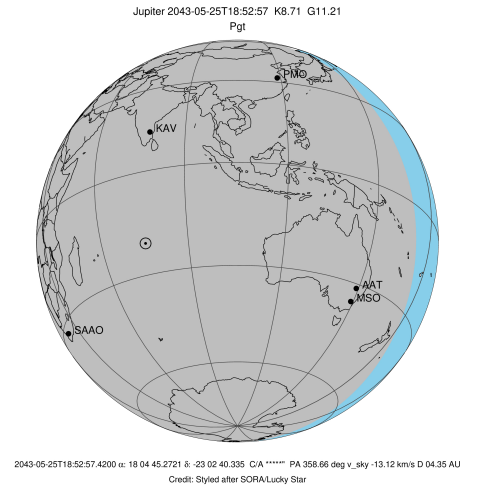 Jupiter 2043-05-25T18:52:57 K8.71 G11.21
Pgt
PMO
KAV
AAT
MSO
SAAO
2043-05-25T18:52:57.4200 α: 18 04 45.2721 δ: -23 02 40.335 C/A *****" PA 358.66 deg v_sky -13.12 km/s D 04.35 AU
Credit: Styled after SORA/Lucky Star